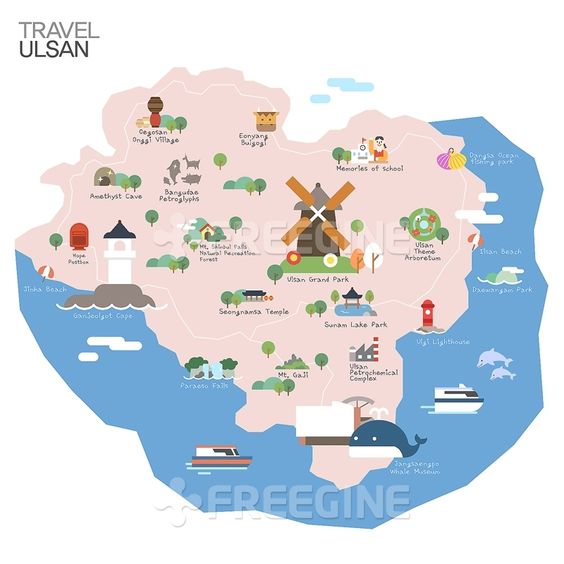 TRAVEL
ULSAN
Oegosan
Onggi Village
Eonyang
Bulgogi
Memories of school
Dangsa Ocean
fishing park
Amethyst Cave
Bangudae
Petroglyphs
Hope
Postbox
Mt. Sinbul Falls
Natural Recreation
Forest
FREEGINE
Ulsan Grand Park
Ulsan
Theme
Arboretum
Ilsan Beach
Jinha Beach
Daewangam Park
Ganjeolgot Cape
Seongnamsa Temple
Sunam Lake Park
Ulgi Lighthouse
Ulsan
Petrochemical
Complex
Paraeso Falls
Mt. Gaji
Jangsaengpo
Whale Museum
FREEGINE